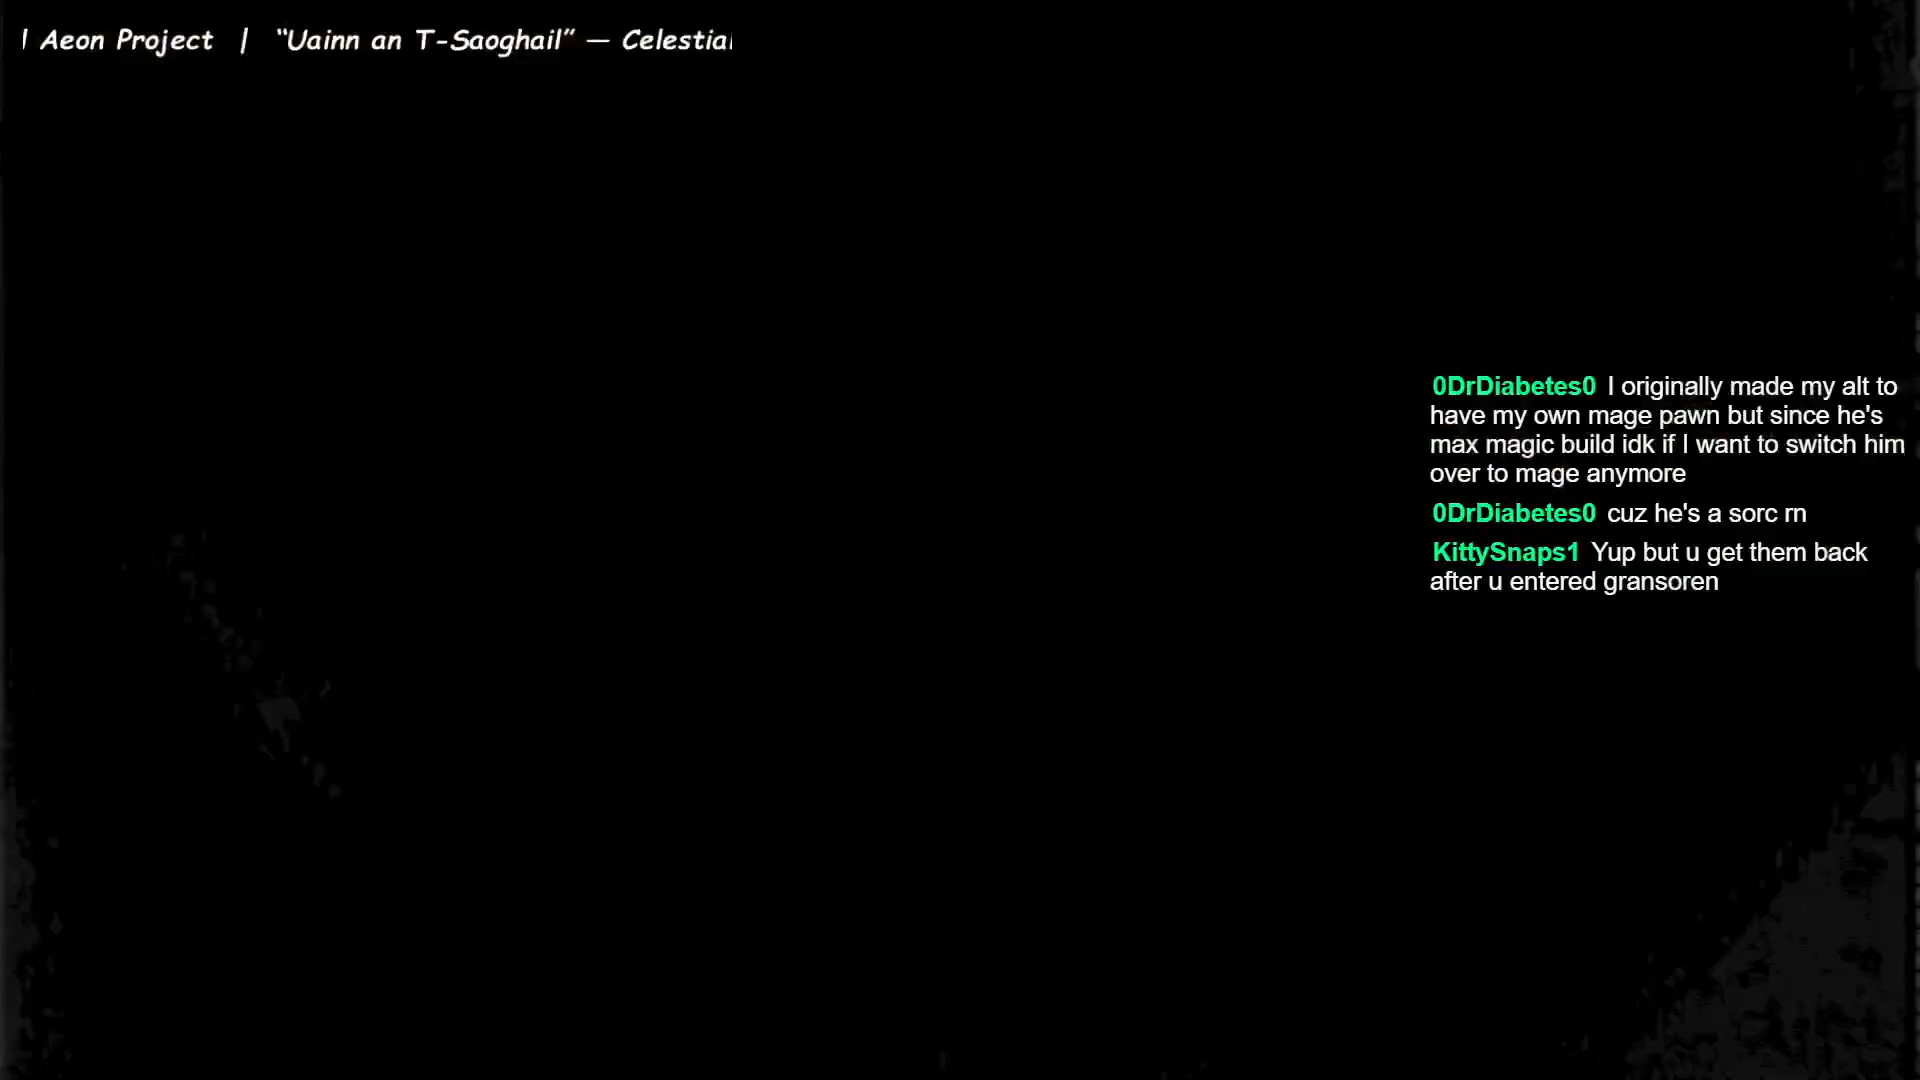 Aeon Project | “Uainn an T-Saoghail” — Celestial
0DrDiabetes0 I originally made my alt to
have my own mage pawn but since he's
max magic build idk if I want to switch him
over to mage anymore
0DrDiabetes0 cuz he's a sorc rn
KittySnaps1 Yup but u get them back
after u entered gransoren